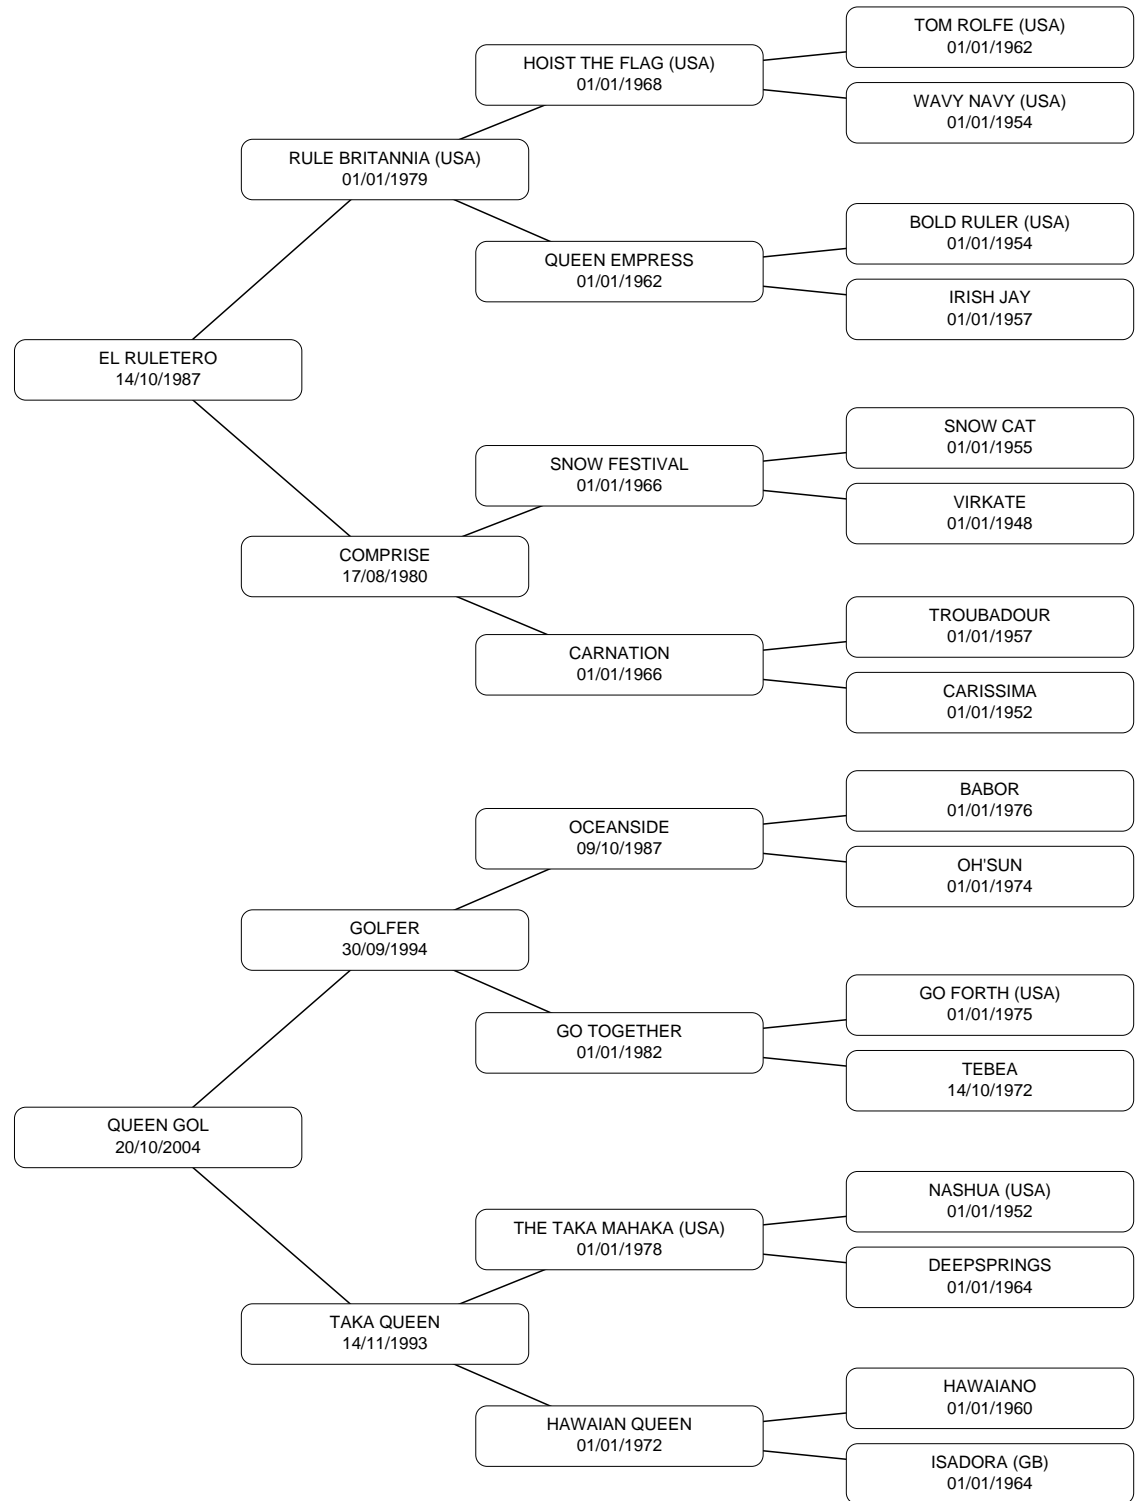 TOM ROLFE (USA)
01/01/1962
HOIST THE FLAG (USA)
01/01/1968
WAVY NAVY (USA)
01/01/1954
RULE BRITANNIA (USA)
01/01/1979
BOLD RULER (USA)
01/01/1954
QUEEN EMPRESS
01/01/1962
IRISH JAY
01/01/1957
EL RULETERO
14/10/1987
SNOW CAT
01/01/1955
SNOW FESTIVAL
01/01/1966
VIRKATE
01/01/1948
COMPRISE
17/08/1980
TROUBADOUR
01/01/1957
CARNATION
01/01/1966
CARISSIMA
01/01/1952
BABOR
01/01/1976
OCEANSIDE
09/10/1987
OH'SUN
01/01/1974
GOLFER
30/09/1994
GO FORTH (USA)
01/01/1975
GO TOGETHER
01/01/1982
TEBEA
14/10/1972
QUEEN GOL
20/10/2004
NASHUA (USA)
01/01/1952
THE TAKA MAHAKA (USA)
01/01/1978
DEEPSPRINGS
01/01/1964
TAKA QUEEN
14/11/1993
HAWAIANO
01/01/1960
HAWAIAN QUEEN
01/01/1972
ISADORA (GB)
01/01/1964